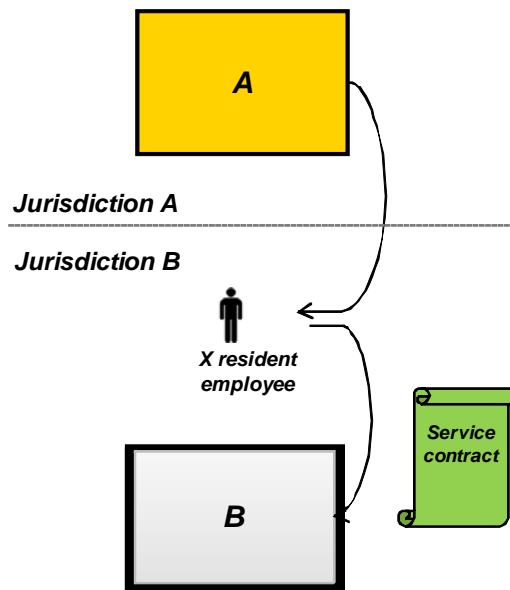 A
Jurisdiction A
Jurisdiction B
X resident
employee
Service
contract
B